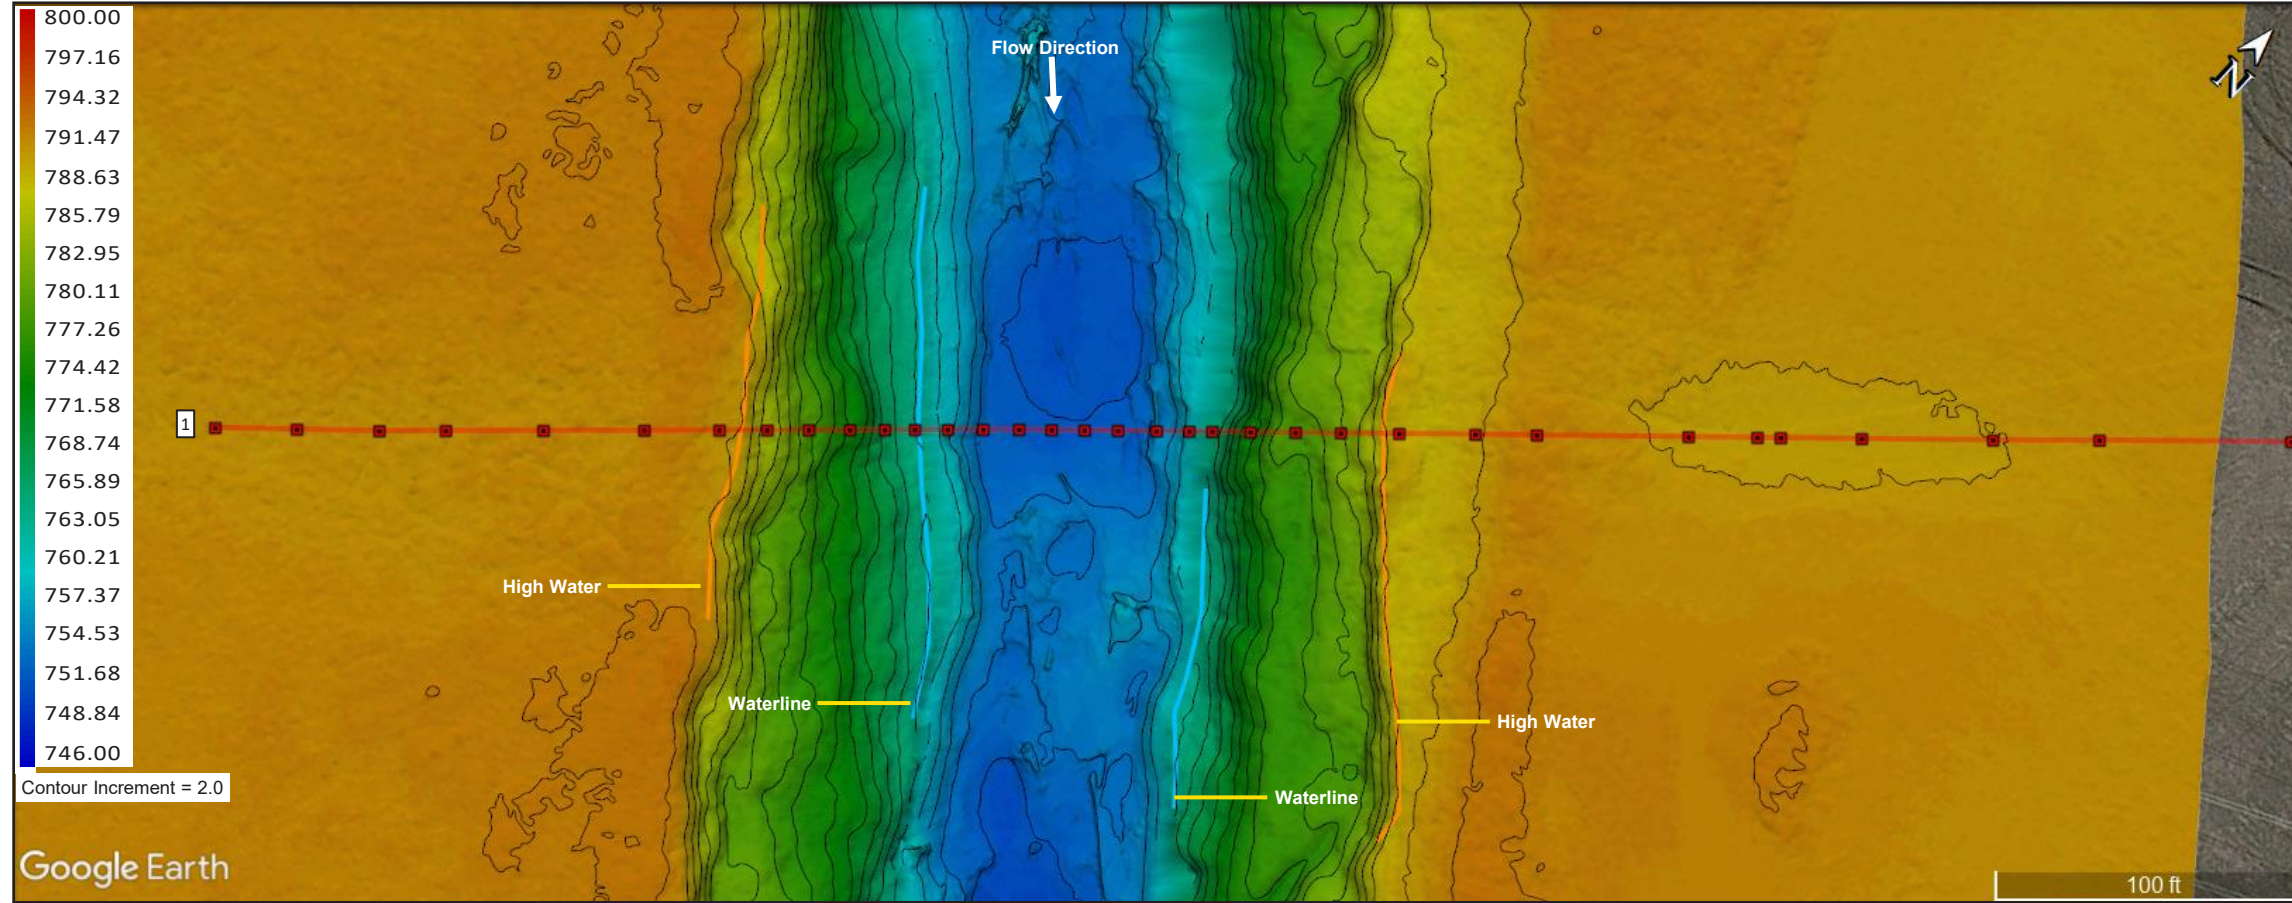 800.00
797.16
794.32
791.47
788.63
785.79
782.95
780.11
777.26
774.42
771.58
768.74
765.89
763.05
760.21
757.37
754.53
751.68
748.84
746.00
Contour Increment = 2.0
Flow Direction
N
1
High Water
Waterline
High Water
Waterline
Google Earth
100 ft